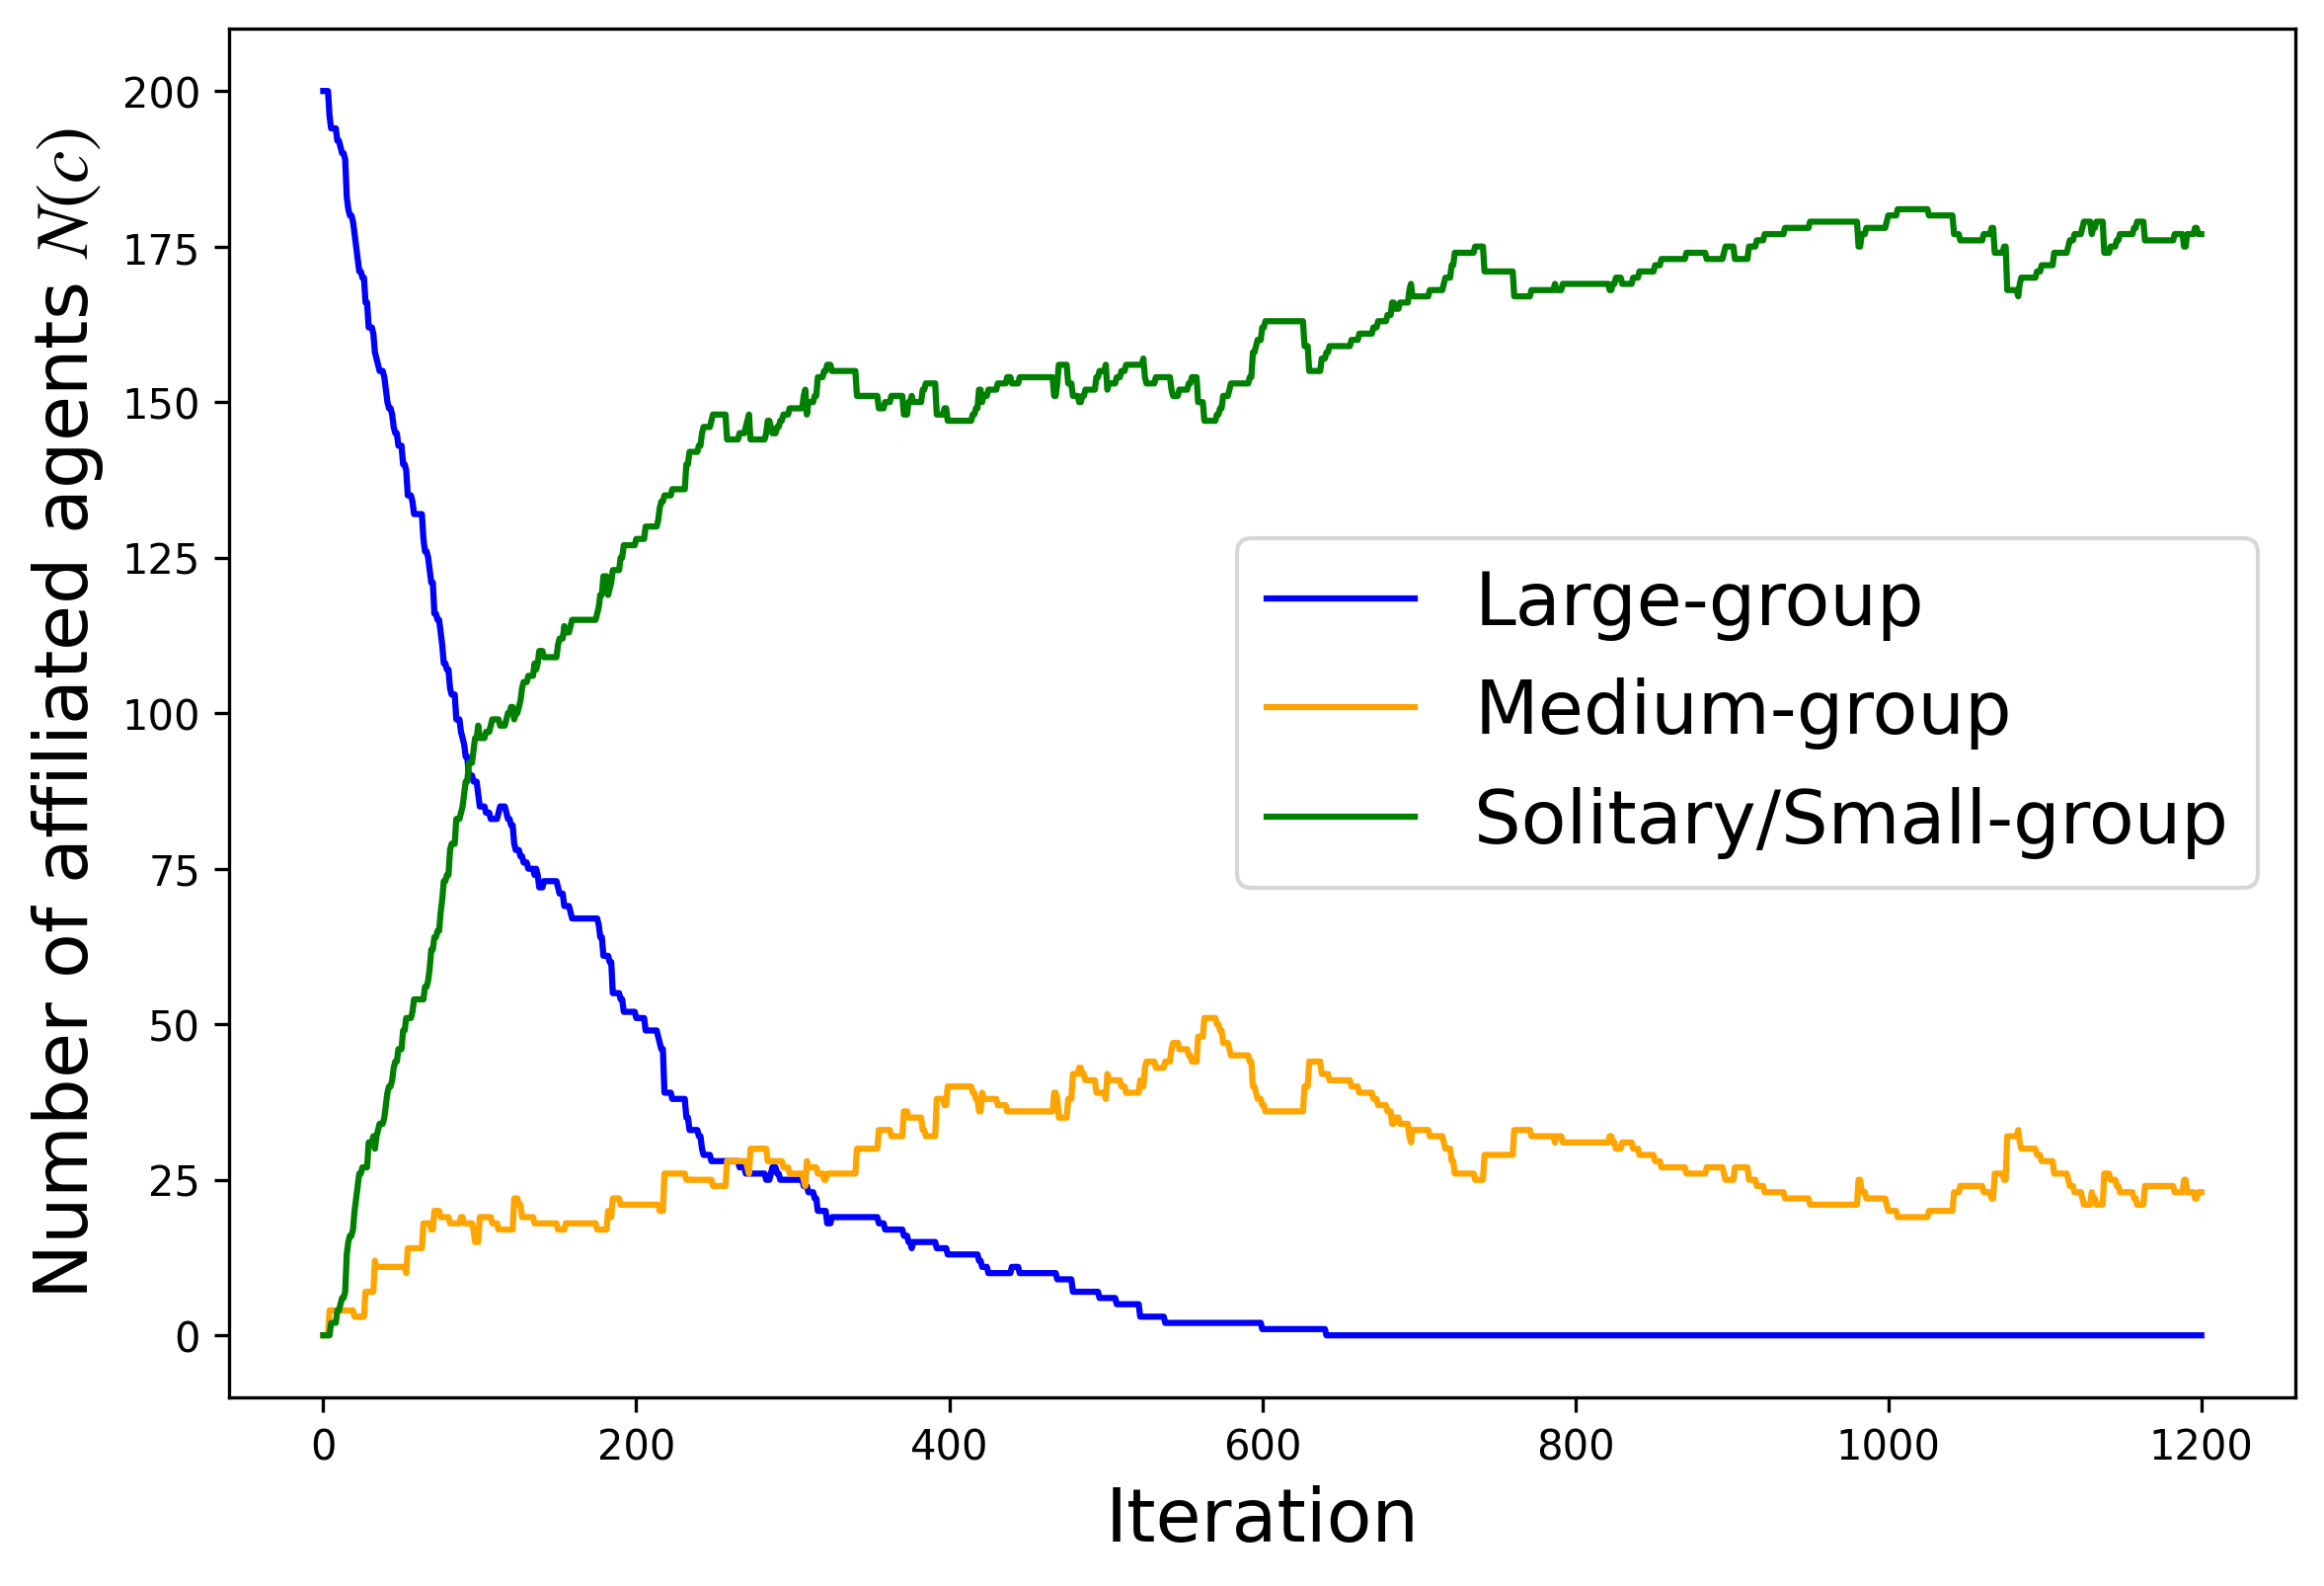 Number of affiliated agents N(c)
200
175
150
125
100
75
50
25
0
Large-group
Medium-group
Solitary/Small-group
0 200 400 600 800 1000 1200
Iteration